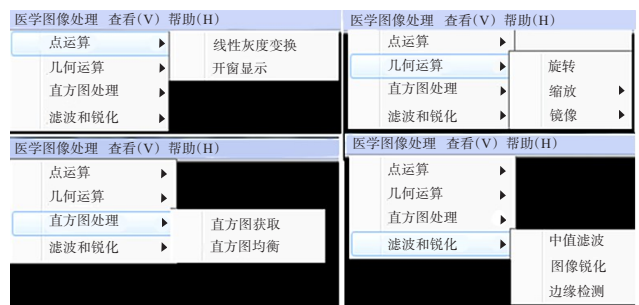 医学图像处理 查看(V) 帮助(H)
点运算
线性灰度变换
几何运算
开窗显示
直方图处理
滤波和锐化
医学图像处理 查看(V) 帮助(H)
点运算
几何运算
旋转
直方图处理
缩放
滤波和锐化
镜像
医学图像处理 查看(V) 帮助(H)
点运算
几何运算
直方图处理
直方图获取
滤波和锐化
直方图均衡
医学图像处理 查看(V) 帮助(H)
点运算
几何运算
直方图处理
滤波和锐化
中值滤波
图像锐化
边缘检测